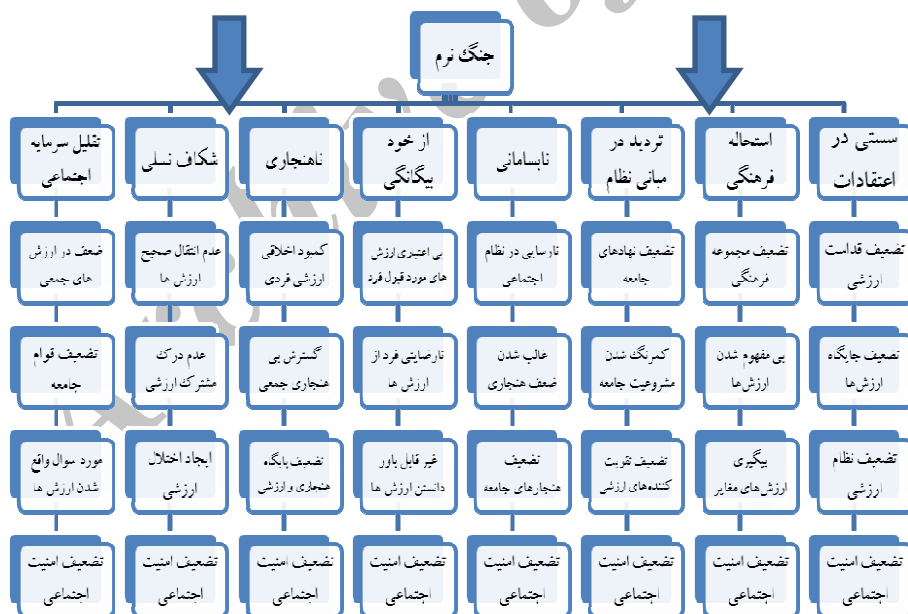 جنگ نرم
سستی در
اعتقادات
استحاله
فرهنگی
تردید در
مبانی نظام
نابسامانی
از خود
بیگانگی
ناهنجاری
شکاف نسلی
تقلیل سرمایه
اجتماعی
تضعیف قداست
ارزشی
تضعیف مجموعه
فرهنگی
تضعیف نهادهای
جامعه
نارسایی در نظام
اجتماعی
بی اعتباری ارزش
های مورد قبول فرد
کمبود اخلاقی
ارزشی فردی
عدم انتقال صحیح
ارزش ها
ضعف در ارزش
های جمعی
تضعیف جایگاه
ارزش‌ها
بی مفهوم شدن
ارزش‌ها
کمرنگ شدن
مشروعیت جامعه
غالب شدن
ضعف هنجاری
نارضایتی فرد از
ارزش ها
گسترش بی
هنجاری جمعی
عدم درک
مشترک ارزشی
تضعیف قوام
جامعه
تضعیف نظام
ارزشی
پیگیری
ارزش‌های مغایر
تضعیف تقویت
کننده‌های ارزشی
تضعیف
هنجارهای جامعه
غیر قابل باور
دانستن ارزش ها
تضعیف پایگاه
هنجاری و ارزشی
ایجاد اختلال
ارزشی
مورد سوال واقع
شدن ارزش ها
تضعیف امنیت
اجتماعی
تضعیف امنیت
اجتماعی
تضعیف امنیت
اجتماعی
تضعیف امنیت
اجتماعی
تضعیف امنیت
اجتماعی
تضعیف امنیت
اجتماعی
تضعیف امنیت
اجتماعی
تضعیف امنیت
اجتماعی